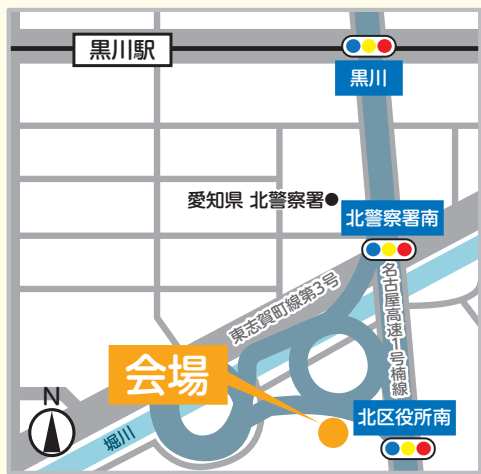 黒川駅
黒川
愛知県 北警察署
北警察署南
東志賀町線第3号
名古屋高速1号楠線
会場
北区役所南
堀川
N